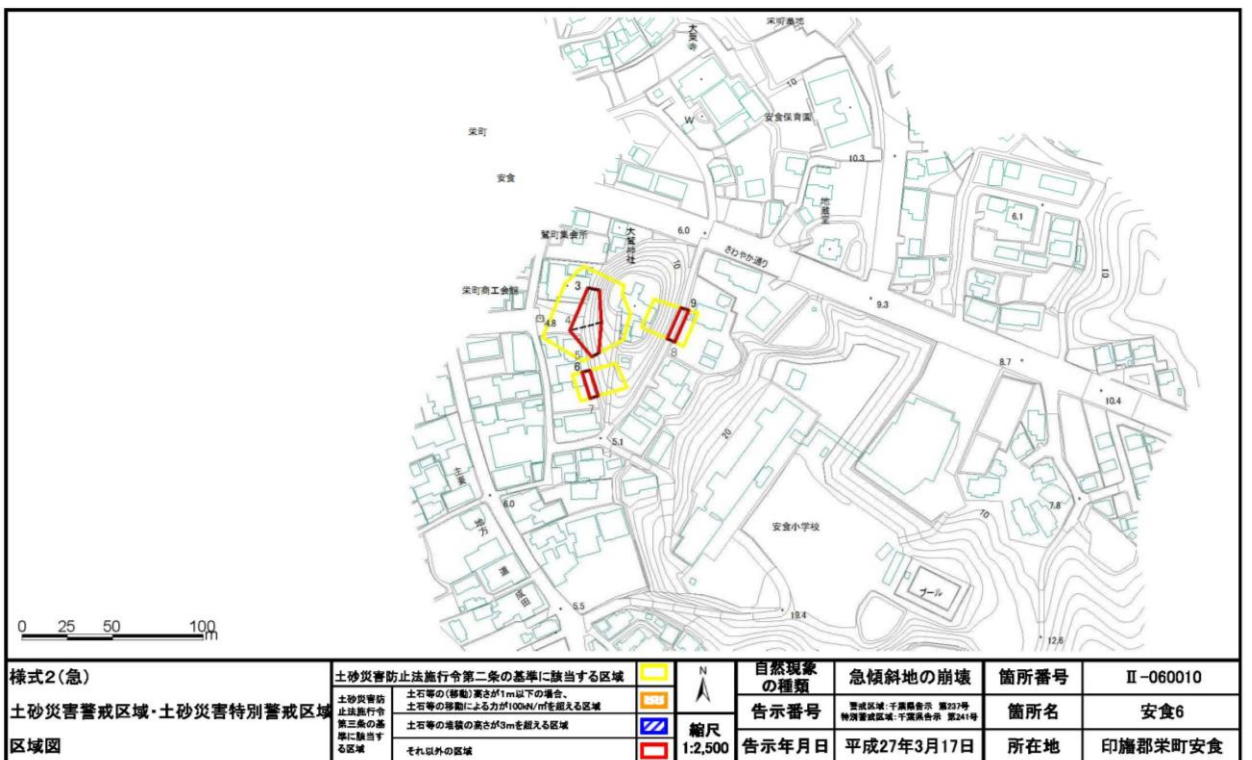 栄町墓地
大乗寺
10
W
安食保育園
栄町
安食
10.3
地蔵堂
6.1
10
鷲町集会所
大鷲神社
6.0
さわやか通り
10
栄町商工会館
3
4
4.8
5
6
7
9
8
9.3
8.7
10.4
5.1
20
6.0
7.8
10
安食小学校
プール
5.5
19.4
12.6
0 25 50 100m
様式2(急)
土砂災害警戒区域・土砂災害特別警戒区域
区域図
土砂災害防止法施行令第二条の基準に該当する区域
土砂災害防止法施行令第三条の基準に該当する区域
土石等の(移動)高さが1m以下の場合、
土石等の移動による力が100kN/㎡を超える区域
土石等の堆積の高さが3mを超える区域
それ以外の区域
N
縮尺
1:2,500
自然現象の種類
急傾斜地の崩壊
箇所番号
Ⅱ-060010
告示番号
警戒区域:千葉県告示 第237号
特別警戒区域:千葉県告示 第241号
箇所名
安食6
告示年月日
平成27年3月17日
所在地
印旛郡栄町安食